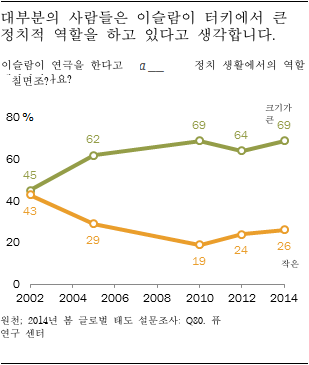 대부분의 사람들은 이슬람이 터키에서 큰
정치적 역할을 하고 있다고 생각합니다.
이슬람이 연극을 한다고 a___ 정치 생활에서의 역할
칠면조?
80 %
60
40
20
0
크기가
큰
45
62
69
64
69
43
29
19
24
26
작은
2002
2004
2006
2008
2010
2012
2014
원천; 2014년 봄 글로벌 태도 설문조사: Q80. 퓨
연구 센터